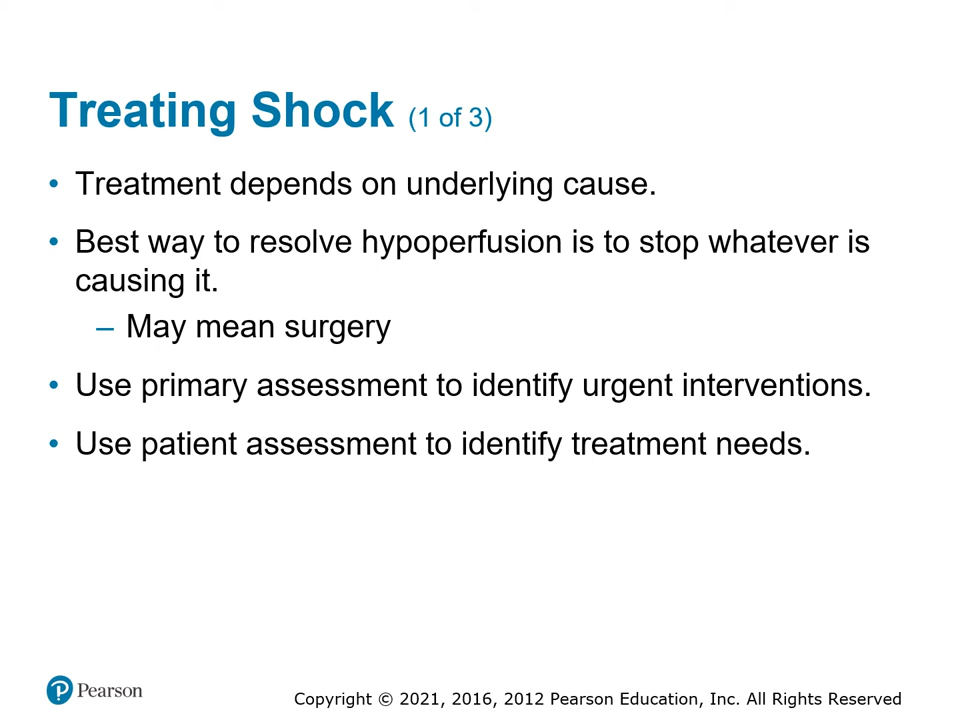 Treating Shock (1 of 3)
• Treatment depends on underlying cause.
• Best way to resolve hypoperfusion is to stop whatever is
causing it.
– May mean surgery
• Use primary assessment to identify urgent interventions.
• Use patient assessment to identify treatment needs.
Pearson
Copyright © 2021, 2016, 2012 Pearson Education, Inc. All Rights Reserved